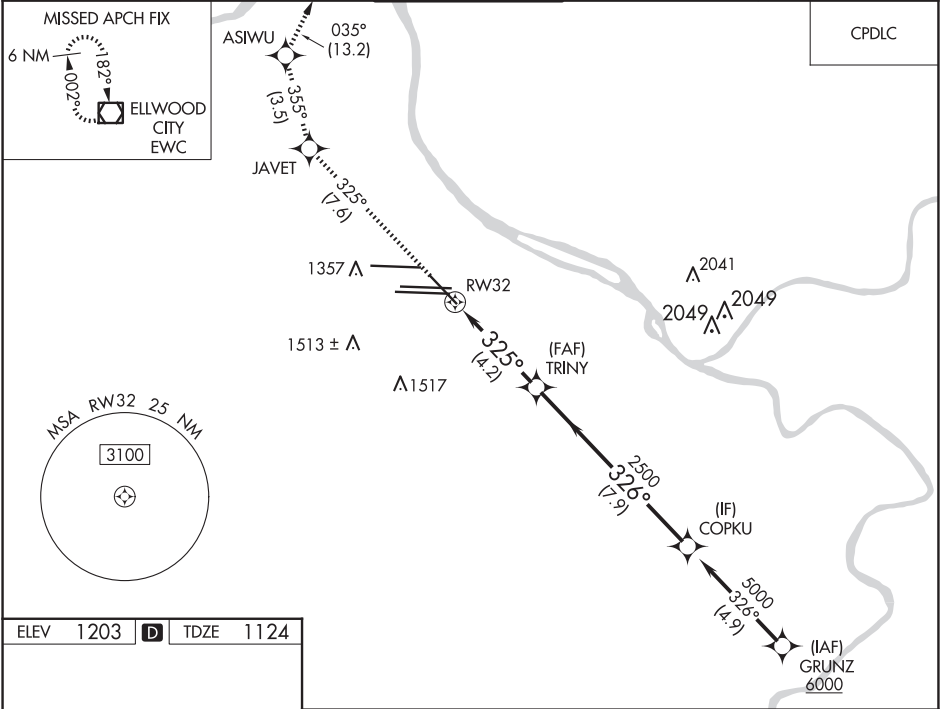 MISSED APCH FIX
6 NM
182°
002°
ELLWOOD
CITY
EWC
ASIWU
035°
(13.2)
CPDLC
355°
(3.5)
JAVET
325°
(7.6)
1357
RW32
2041
2049
2049
1513 ±
1517
325°
(4.2)
(FAF)
TRINY
MSA RW32 25 NM
3100
2500
326°
(7.9)
(IF)
COPKU
5000
326°
(4.9)
(IAF)
GRUNZ
6000
ELEV 1203 D TDZE 1124